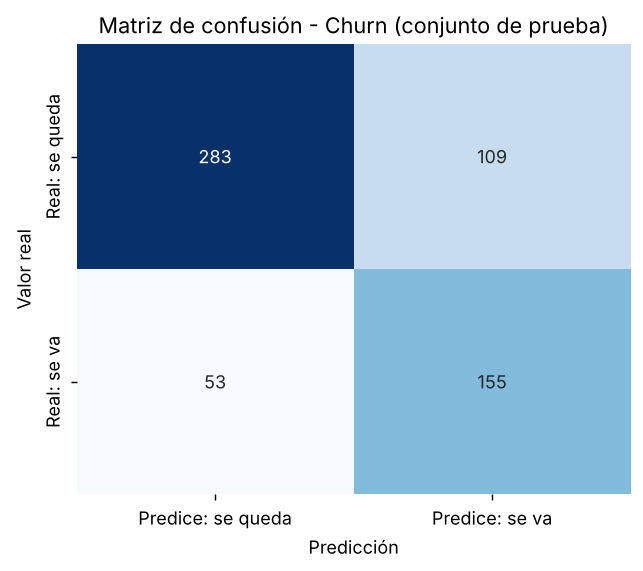 Matriz de confusión - Churn (conjunto de prueba)
Valor real
Real: se queda
283
109
Real: se va
53
155
Predice: se queda
Predice: se va
Predicción